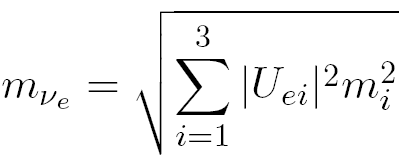 $m_{\nu_e} = \sqrt{\sum_{i=1}^{3} |U_{ei}|^2 m_i^2}$